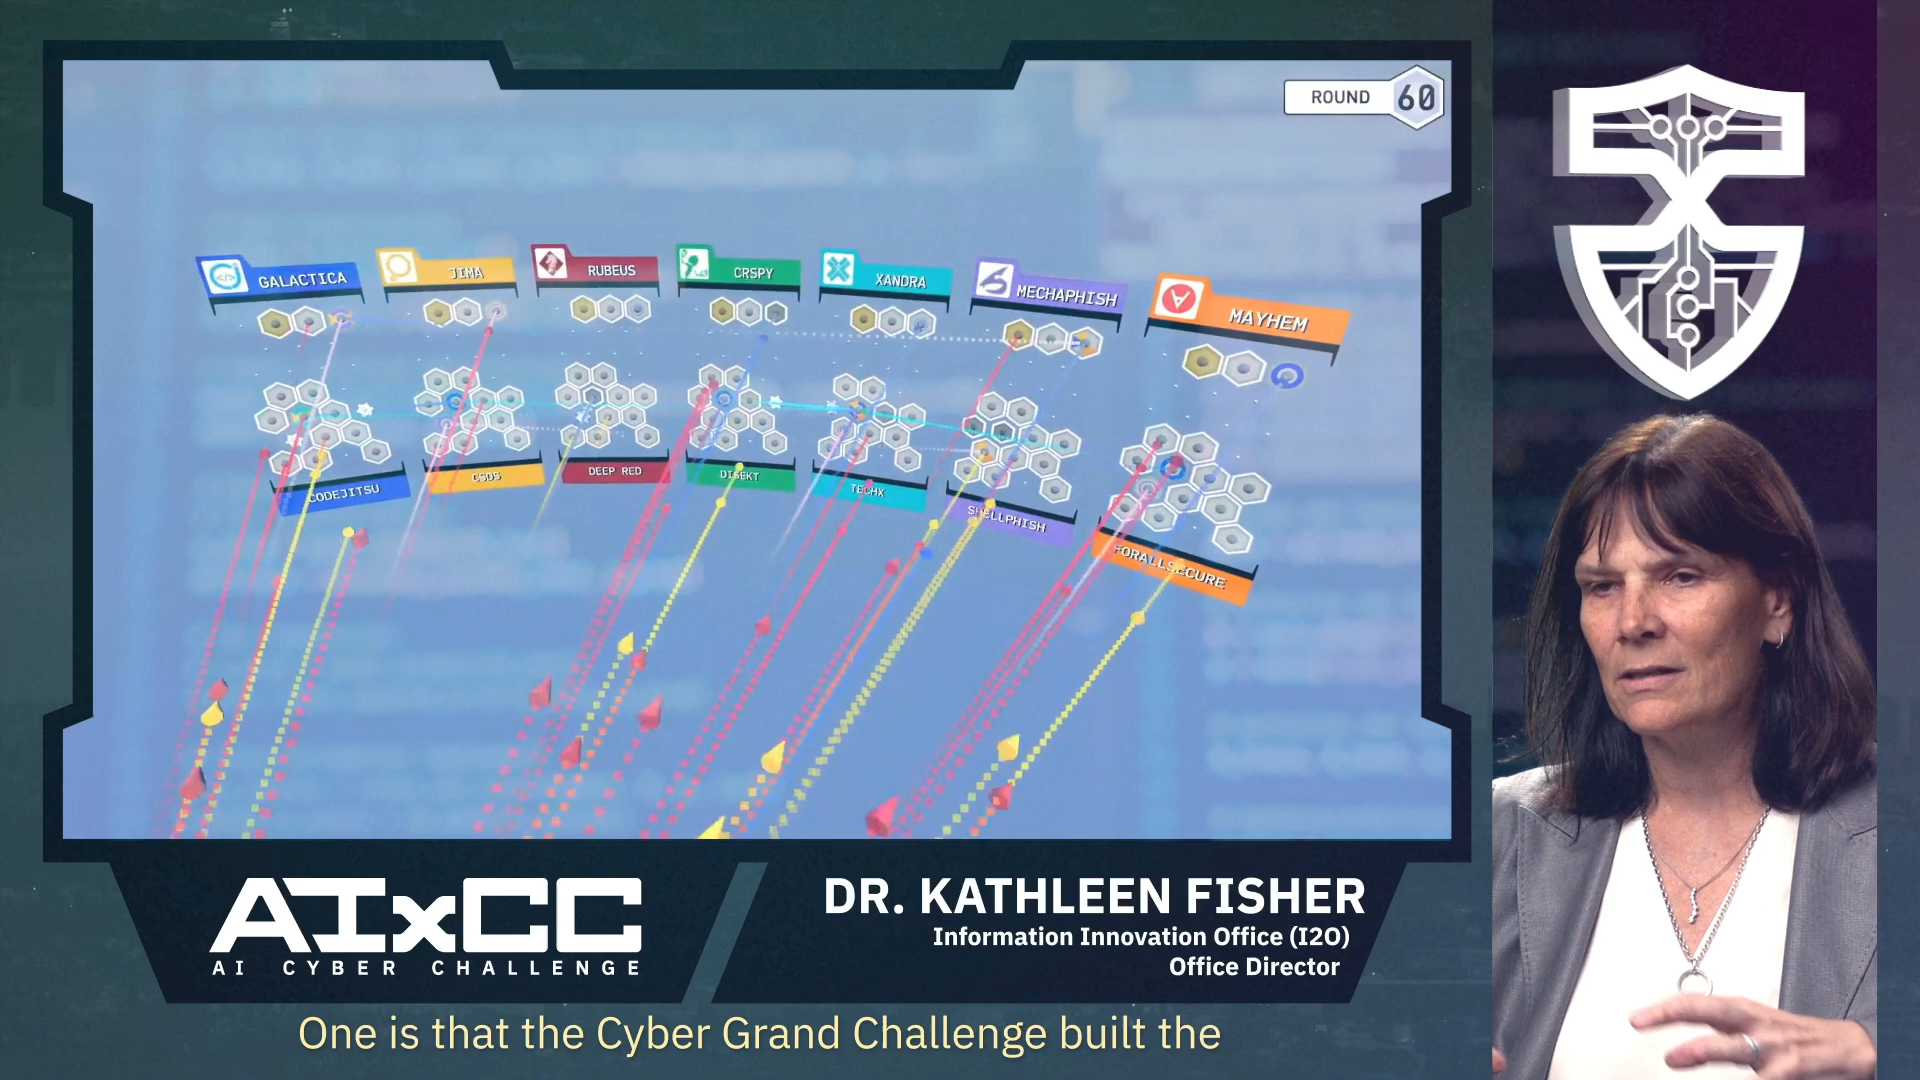 ROUND 60
GALACTICA
JIMA
RUBEUS
CRSPY
XANDRA
MECHAPHISH
MAYHEM
CODEJITSU
CSDS
DEEP RED
DISEKT
TECHX
SHELLPHISH
FORALLSECURE
AIxCC
AI CYBER CHALLENGE
DR. KATHLEEN FISHER
Information Innovation Office (I2O)
Office Director
One is that the Cyber Grand Challenge built the